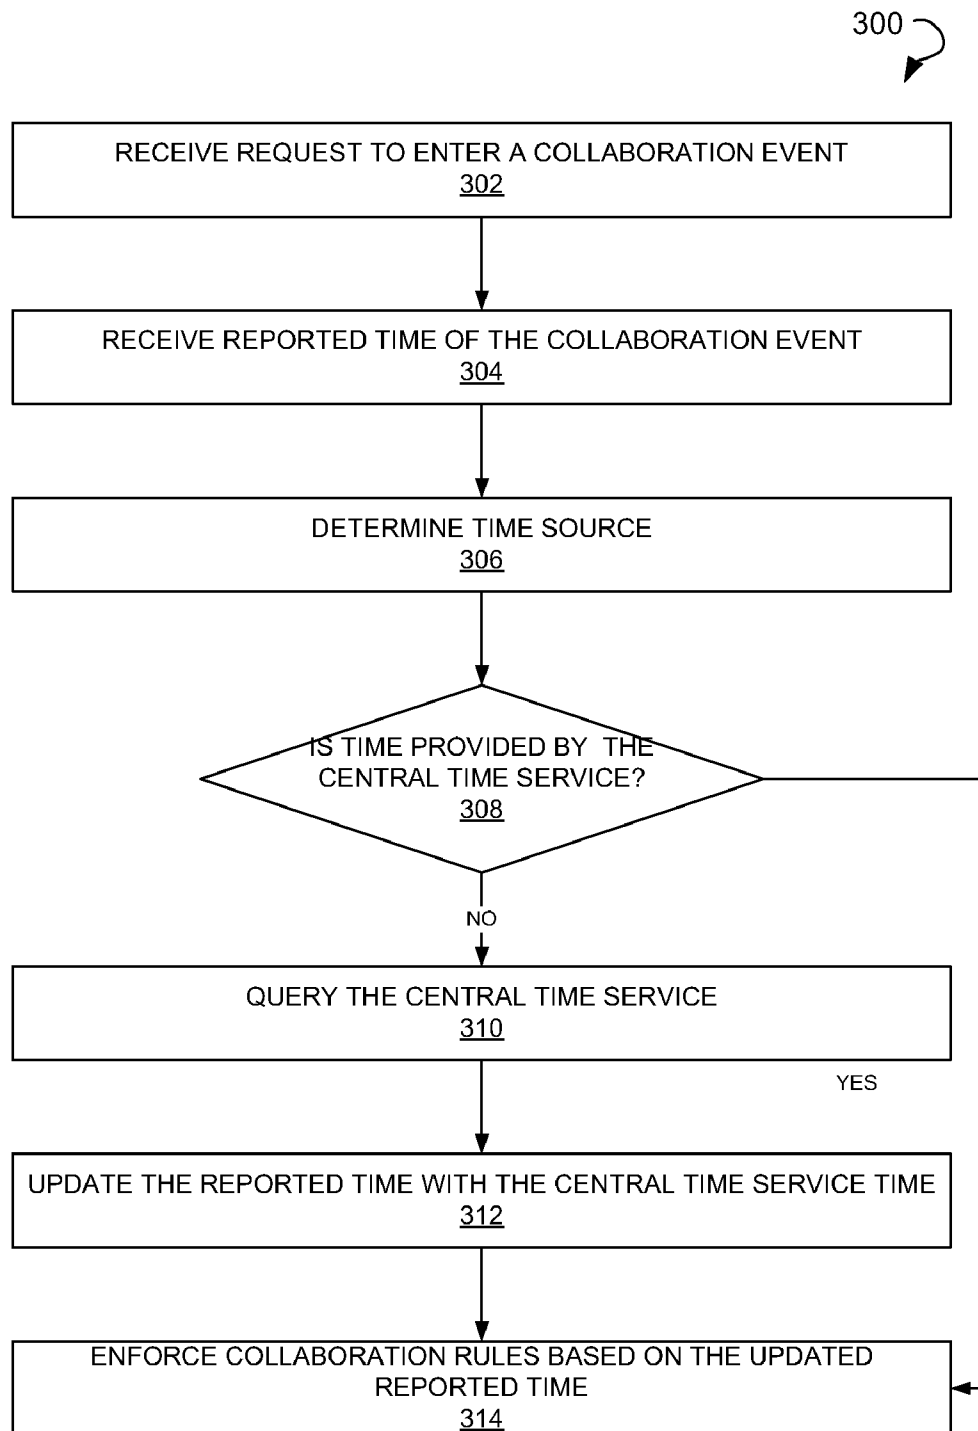 300
RECEIVE REQUEST TO ENTER A COLLABORATION EVENT
302
RECEIVE REPORTED TIME OF THE COLLABORATION EVENT
304
DETERMINE TIME SOURCE
306
IS TIME PROVIDED BY THE
CENTRAL TIME SERVICE?
308
NO
QUERY THE CENTRAL TIME SERVICE
310
YES
UPDATE THE REPORTED TIME WITH THE CENTRAL TIME SERVICE TIME
312
ENFORCE COLLABORATION RULES BASED ON THE UPDATED
REPORTED TIME
314